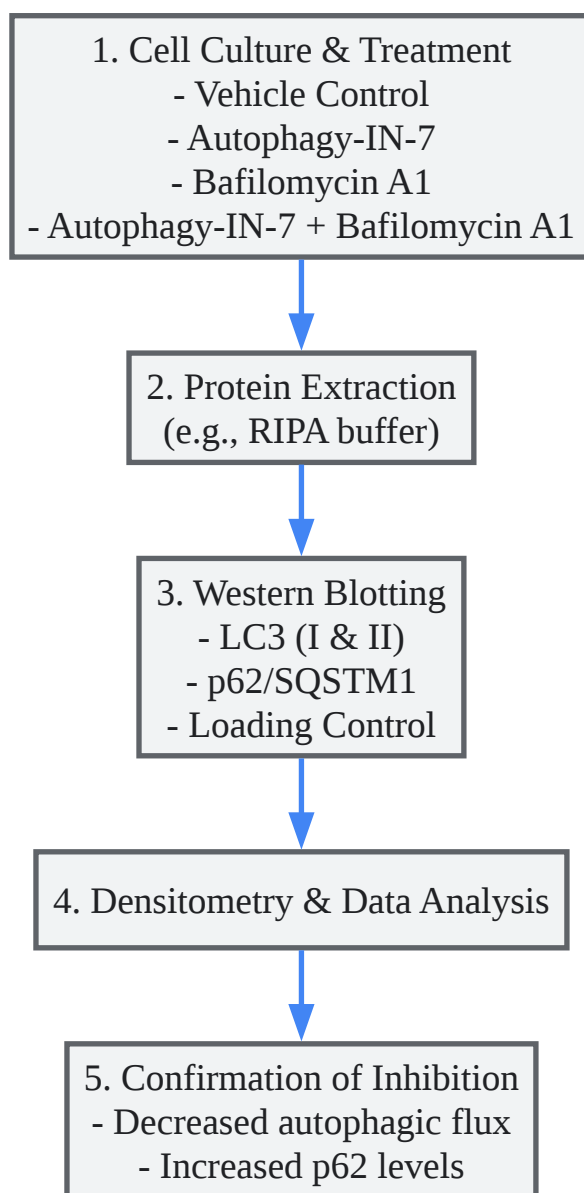 1. Cell Culture & Treatment
- Vehicle Control
- Autophagy-IN-7
- Bafilomycin A1
- Autophagy-IN-7 + Bafilomycin A1
2. Protein Extraction
(e.g., RIPA buffer)
3. Western Blotting
- LC3 (I & II)
- p62/SQSTM1
- Loading Control
4. Densitometry & Data Analysis
5. Confirmation of Inhibition
- Decreased autophagic flux
- Increased p62 levels